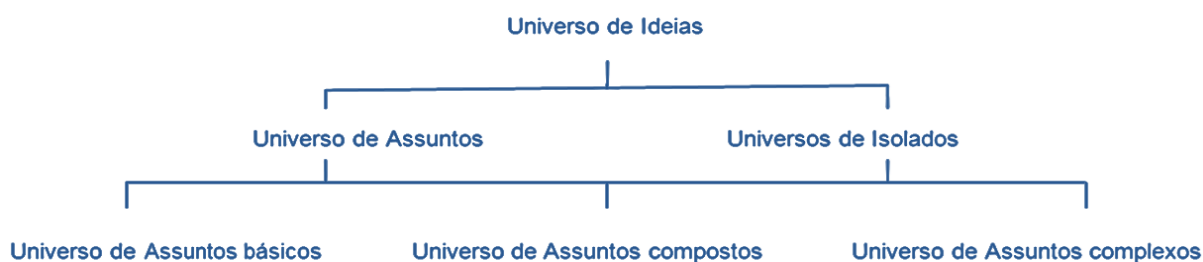 Universo de Ideias
Universo de Assuntos
Universos de Isolados
Universo de Assuntos básicos
Universo de Assuntos compostos
Universo de Assuntos complexos